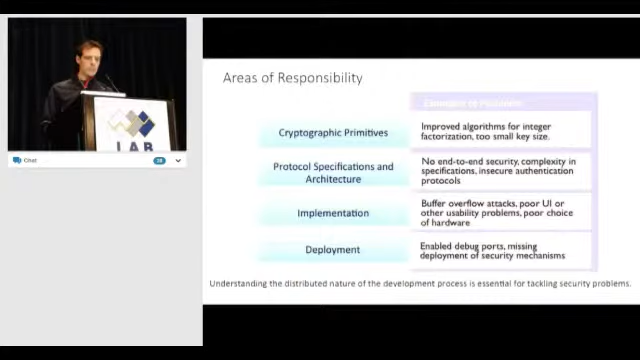 Areas of Responsibility
Examples of Problems
Cryptographic Primitives
Improved algorithms for integer
factorization, too small key size.
Protocol Specifications and
Architecture
No end-to-end security, complexity in
specifications, insecure authentication
protocols
Implementation
Buffer overflow attacks, poor UI or
other usability problems, poor choice
of hardware
Deployment
Enabled debug ports, missing
deployment of security mechanisms
Understanding the distributed nature of the development process is essential for tackling security problems.
IAB
Chat